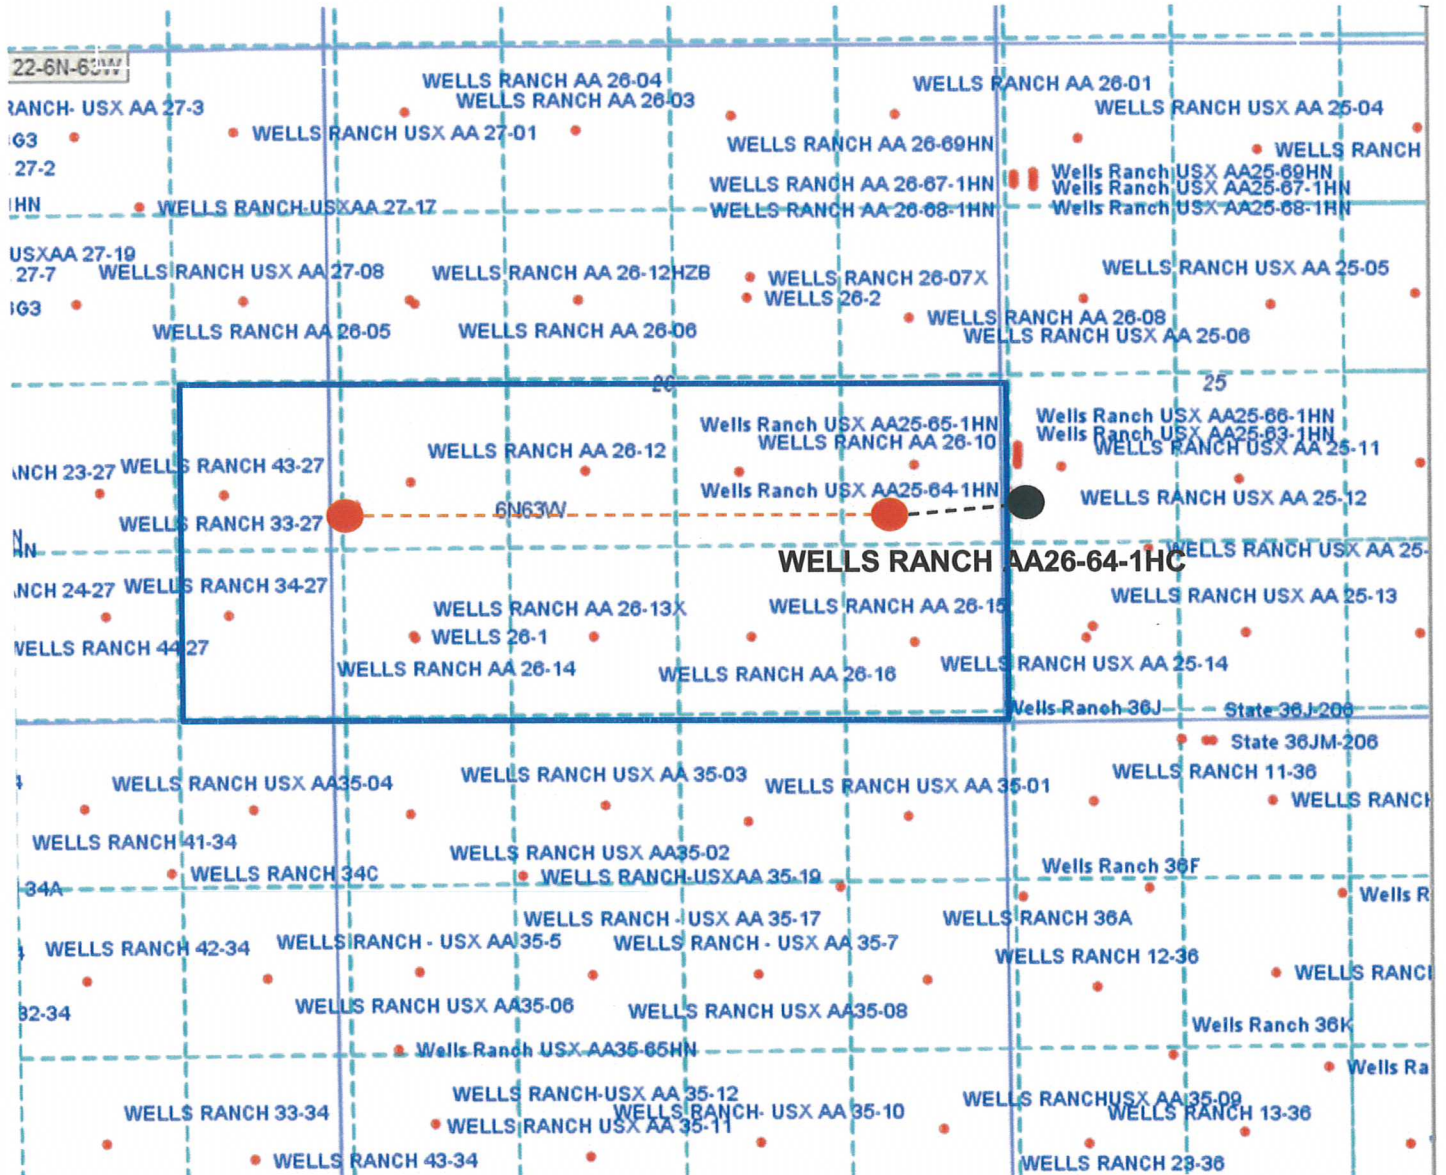 22-6N-63W
WELLS RANCH AA 26-04
WELLS RANCH AA 26-01
RANCH- USX AA 27-3
WELLS RANCH AA 26-03
WELLS RANCH USX AA 25-04
3G3
WELLS RANCH USX AA 27-01
WELLS RANCH AA 26-69HN
WELLS RANCH
27-2
Wells Ranch USX AA25-69HN
WELLS RANCH AA 26-67-1HN
Wells Ranch USX AA25-67-1HN
HN
WELLS RANCH-USXAA 27-17
WELLS RANCH AA 26-68-1HN
Wells Ranch USX AA25-68-1HN
USXAA 27-19
27-7
WELLS RANCH USX AA 27-08
WELLS RANCH AA 26-12HZB
WELLS RANCH 26-07X
WELLS RANCH USX AA 25-05
WELLS 26-2
3G3
WELLS RANCH AA 26-05
WELLS RANCH AA 26-06
WELLS RANCH AA 26-08
WELLS RANCH USX AA 25-06
26
25
Wells Ranch USX AA25-65-1HN
Wells Ranch USX AA25-66-1HN
WELLS RANCH AA 26-10
Wells Ranch USX AA25-63-1HN
WELLS RANCH AA 26-12
WELLS RANCH USX AA 25-11
NCH 23-27
WELLS RANCH 43-27
Wells Ranch USX AA25-64-1HN
WELLS RANCH USX AA 25-12
6N63W
WELLS RANCH 33-27
N
HN
WELLS RANCH AA26-64-1HC
WELLS RANCH USX AA 25-
NCH 24-27
WELLS RANCH 34-27
WELLS RANCH AA 26-13X
WELLS RANCH AA 26-15
WELLS RANCH USX AA 25-13
WELLS 26-1
WELLS RANCH 44-27
WELLS RANCH AA 26-14
WELLS RANCH AA 26-16
WELLS RANCH USX AA 25-14
Wells Ranch 36J
State 36J-206
State 36JM-206
WELLS RANCH USX AA35-04
WELLS RANCH USX AA 35-03
WELLS RANCH USX AA 35-01
WELLS RANCH 11-36
WELLS RANCH
WELLS RANCH 41-34
WELLS RANCH USX AA35-02
WELLS RANCH 34C
WELLS RANCH-USXAA 35-19
Wells Ranch 36F
34A
Wells R
WELLS RANCH - USX AA 35-17
WELLS RANCH 36A
WELLS RANCH 42-34
WELLS RANCH - USX AA 35-5
WELLS RANCH - USX AA 35-7
WELLS RANCH 12-36
WELLS RANC
32-34
WELLS RANCH USX AA35-06
WELLS RANCH USX AA35-08
Wells Ranch 36K
Wells Ranch USX AA35-65HN
Wells Ra
WELLS RANCH-USX AA 35-12
WELLS RANCHUSX AA 35-09
WELLS RANCH 33-34
WELLS RANCH- USX AA 35-10
WELLS RANCH 13-36
WELLS RANCH USX AA 35-11
WELLS RANCH 43-34
WELLS RANCH 23-36